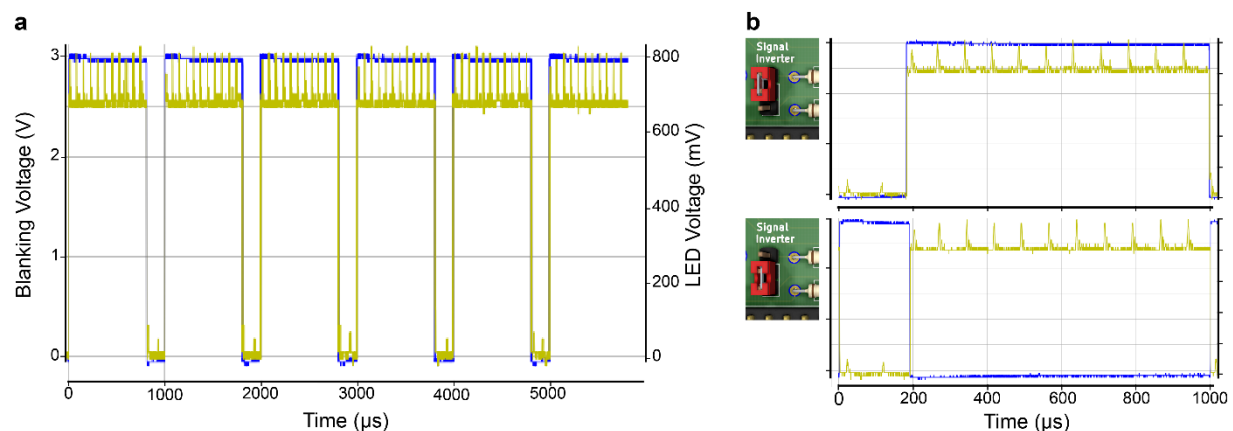 a
Blanking Voltage (V)
3
2
1
0
800
600
400
200
0
LED Voltage (mV)
0
1000
2000
3000
4000
5000
Time (µs)
b
Signal
Inverter
Signal
Inverter
0
200
400
600
800
1000
Time (µs)